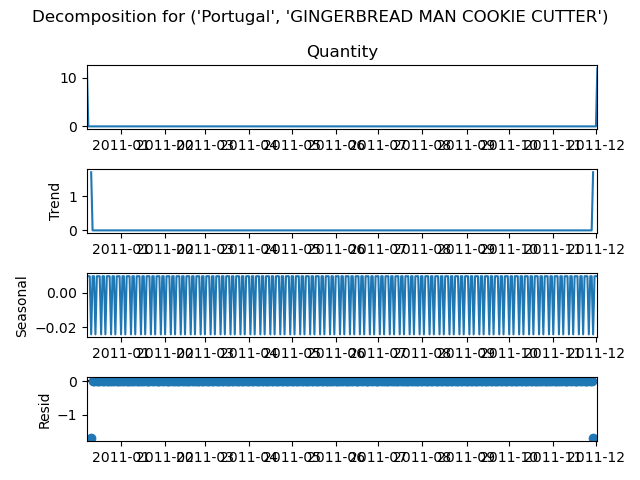 Decomposition for ('Portugal', 'GINGERBREAD MAN COOKIE CUTTER')
Quantity
10
0
2011-01 2011-02 2011-03 2011-04 2011-05 2011-06 2011-07 2011-08 2011-09 2011-10 2011-11 2011-12
Trend
1
0
2011-01 2011-02 2011-03 2011-04 2011-05 2011-06 2011-07 2011-08 2011-09 2011-10 2011-11 2011-12
Seasonal
0.00
−0.02
2011-01 2011-02 2011-03 2011-04 2011-05 2011-06 2011-07 2011-08 2011-09 2011-10 2011-11 2011-12
Resid
0
−1
2011-01 2011-02 2011-03 2011-04 2011-05 2011-06 2011-07 2011-08 2011-09 2011-10 2011-11 2011-12